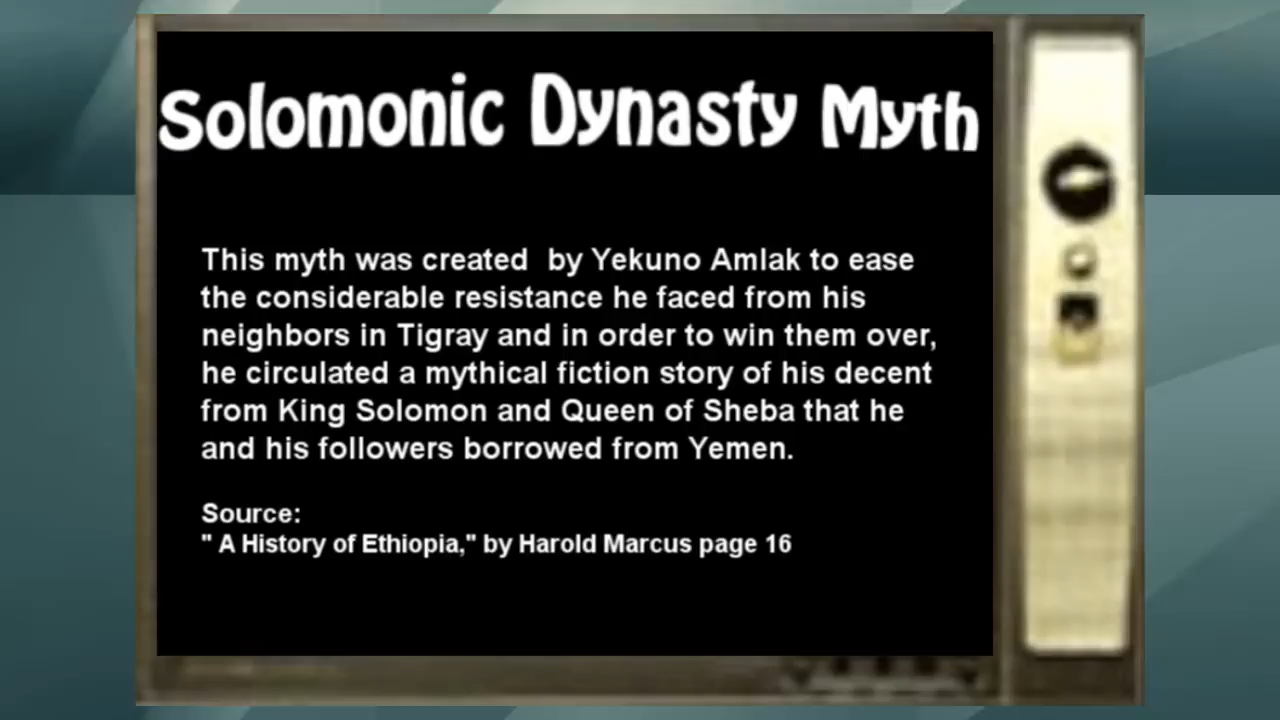 Solomonic Dynasty Myth
This myth was created  by Yekuno Amlak to ease
the considerable resistance he faced from his
neighbors in Tigray and in order to win them over,
he circulated a mythical fiction story of his decent
from King Solomon and Queen of Sheba that he
and his followers borrowed from Yemen.
Source:
" A History of Ethiopia," by Harold Marcus page 16